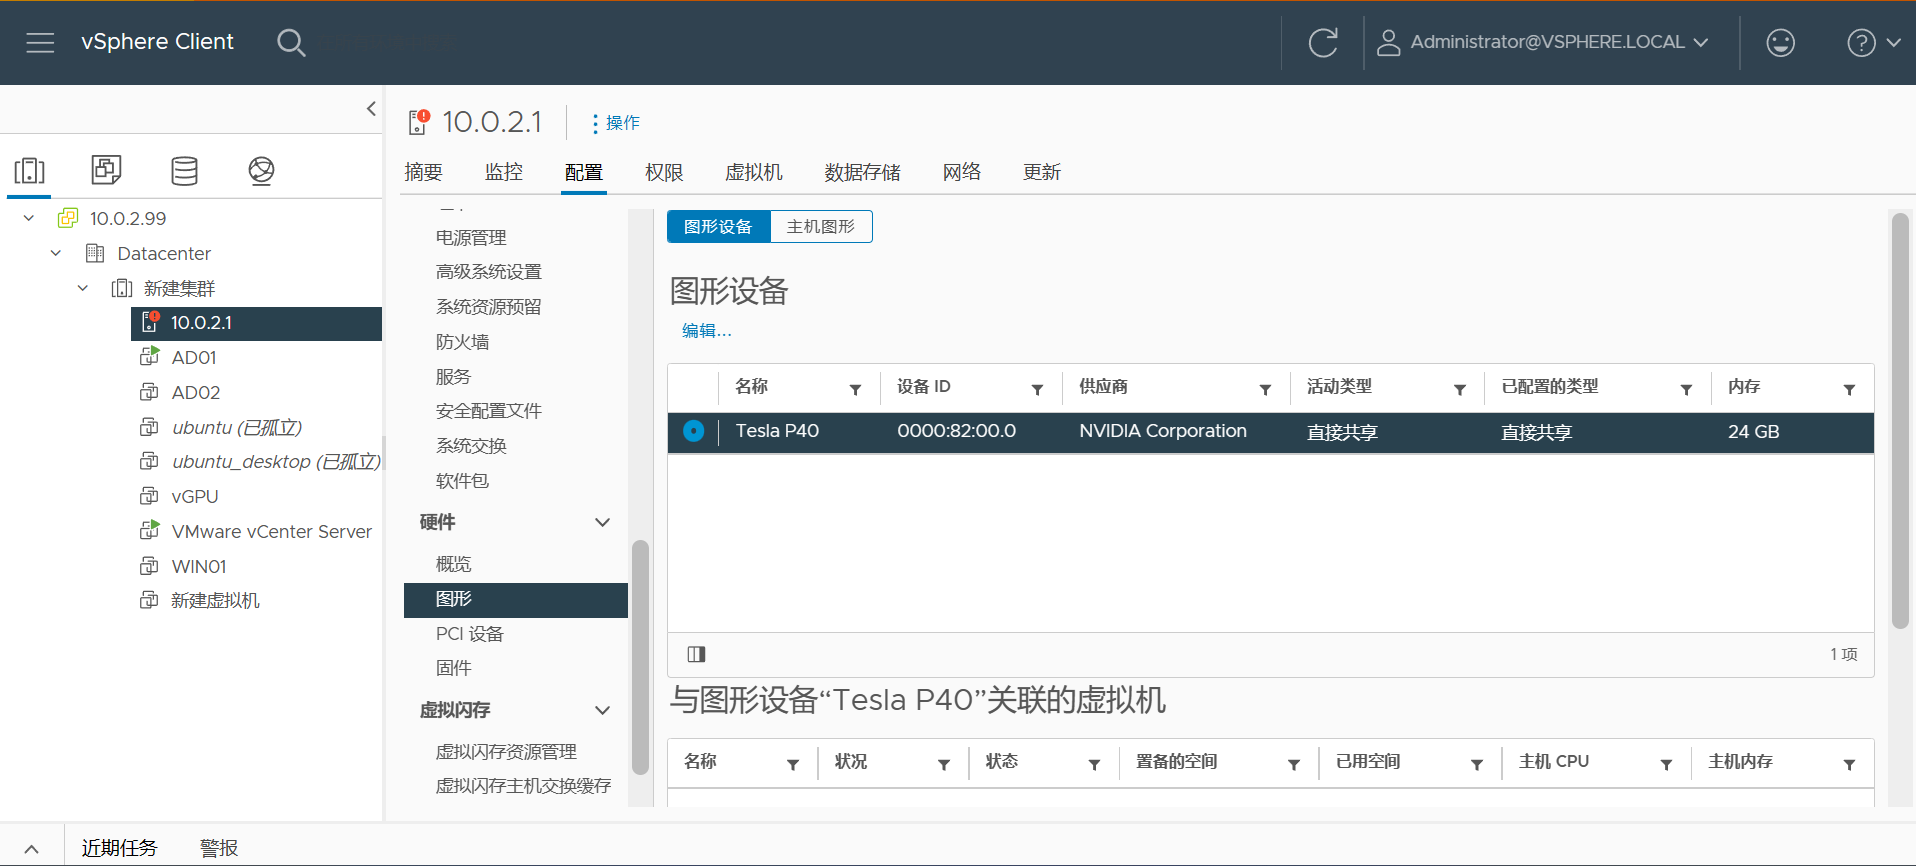 vSphere Client
Administrator@VSPHERE.LOCAL
10.0.2.99
Datacenter
新建集群
10.0.2.1
AD01
AD02
ubuntu (已孤立)
ubuntu_desktop (已孤立)
vGPU
VMware vCenter Server
WIN01
新建虚拟机
10.0.2.1
操作
摘要 监控 配置 权限 虚拟机 数据存储 网络 更新
电源管理
高级系统设置
系统资源预留
防火墙
服务
安全配置文件
系统交换
软件包
硬件
概览
图形
PCI 设备
固件
虚拟闪存
虚拟闪存资源管理
虚拟闪存主机交换缓存
图形设备 主机图形
图形设备
编辑...
名称 设备 ID 供应商 活动类型 已配置的类型 内存
Tesla P40 0000:82:00.0 NVIDIA Corporation 直接共享 直接共享 24 GB
1 项
与图形设备“Tesla P40”关联的虚拟机
名称 状况 状态 置备的空间 已用空间 主机 CPU 主机内存
近期任务 警报